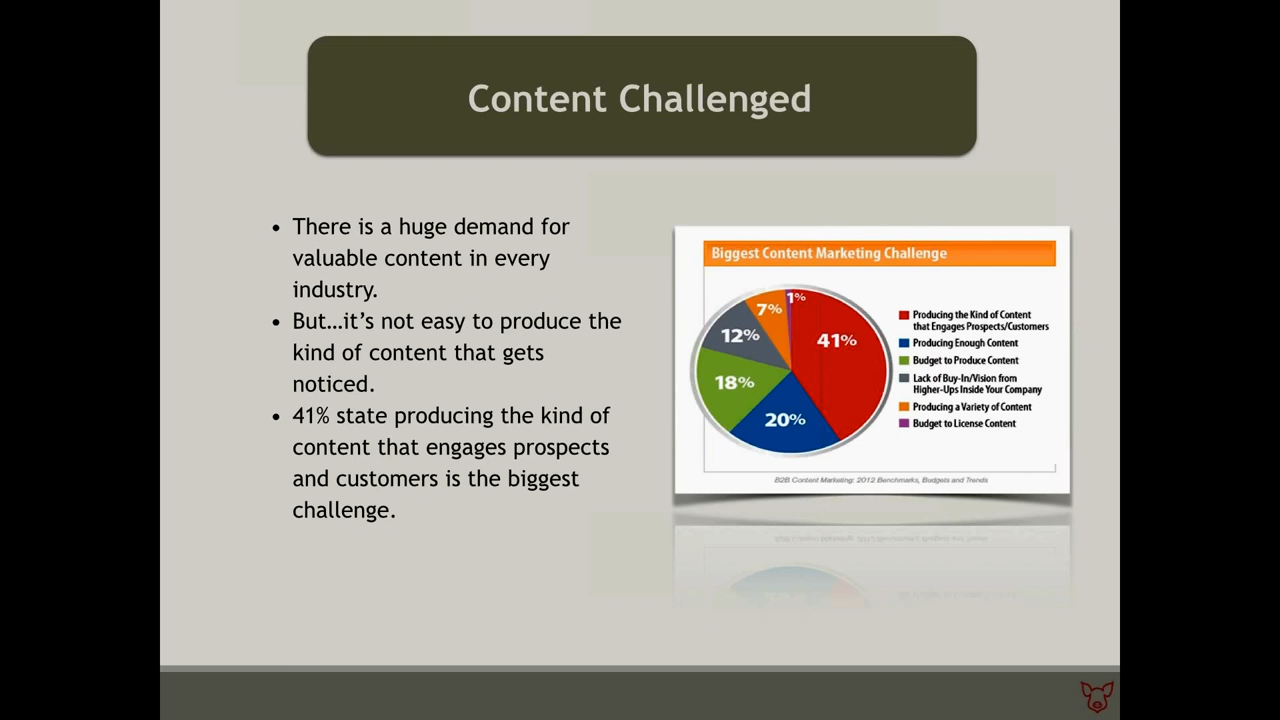 Content Challenged
• There is a huge demand for
valuable content in every
industry.
• But…it's not easy to produce the
kind of content that gets
noticed.
• 41% state producing the kind of
content that engages prospects
and customers is the biggest
challenge.
Biggest Content Marketing Challenge
1%
7%
12%
41%
18%
20%
Producing the Kind of Content
that Engages Prospects/Customers
Producing Enough Content
Budget to Produce Content
Lack of Buy-In/Vision from
Higher-Ups Inside Your Company
Producing a Variety of Content
Budget to License Content
B2B Content Marketing: 2012 Benchmarks, Budgets and Trends